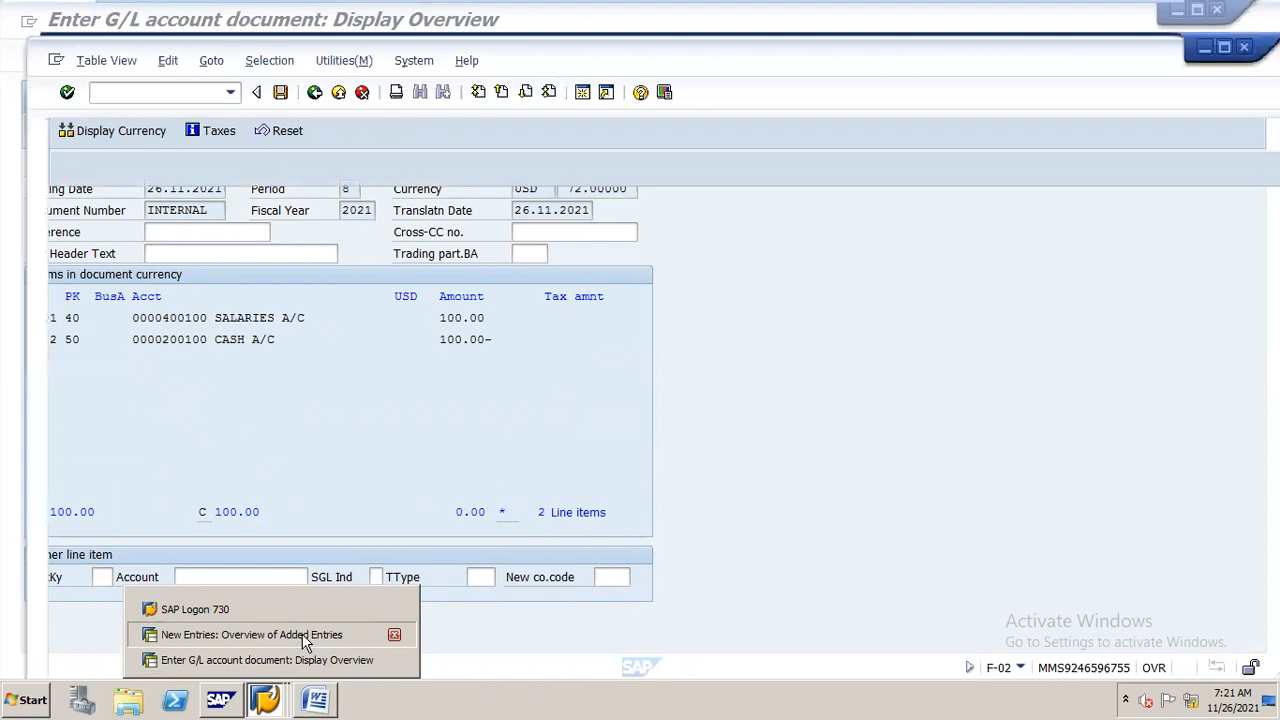 Enter G/L account document: Display Overview
Table View Edit Goto Selection Utilities(M) System Help
Display Currency Taxes Reset
ing Date 26.11.2021 Period 8 Currency USD 72.00000
ument Number INTERNAL Fiscal Year 2021 Translatn Date 26.11.2021
erence Cross-CC no.
Header Text Trading part.BA
ms in document currency
PK BusA Acct USD Amount Tax amnt
1 40 0000400100 SALARIES A/C 100.00
2 50 0000200100 CASH A/C 100.00-
100.00 C 100.00 0.00 * 2 Line items
her line item
Ky Account SGL Ind TType New co.code
SAP Logon 730
New Entries: Overview of Added Entries
Enter G/L account document: Display Overview
Activate Windows
Go to Settings to activate Windows.
SAP F-02 MMS9246596755 OVR
Start SAP 7:21 AM
11/26/2021